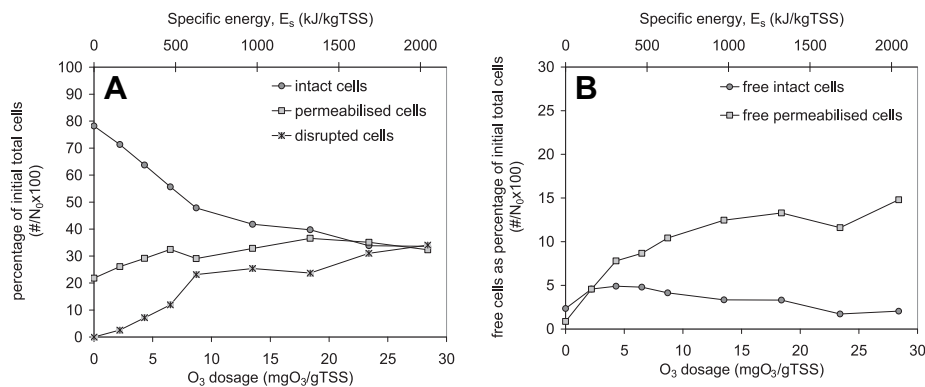 Specific energy, Es (kJ/kgTSS)
0 500 1000 1500 2000
A
intact cells
permeabilised cells
disrupted cells
100
90
80
70
60
50
40
30
20
10
0
percentage of initial total cells
(#/N0x100)
0 5 10 15 20 25 30
O3 dosage (mgO3/gTSS)
Specific energy, Es (kJ/kgTSS)
0 500 1000 1500 2000
B
free intact cells
free permeabilised cells
30
25
20
15
10
5
0
free cells as percentage of initial total cells
(#/N0x100)
0 5 10 15 20 25 30
O3 dosage (mgO3/gTSS)